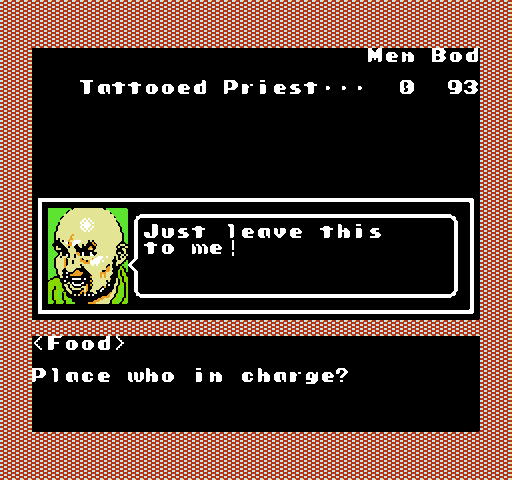 Men Bod
Tattooed Priest··· 0 93
Just leave this
to me!
<Food>
Place who in charge?